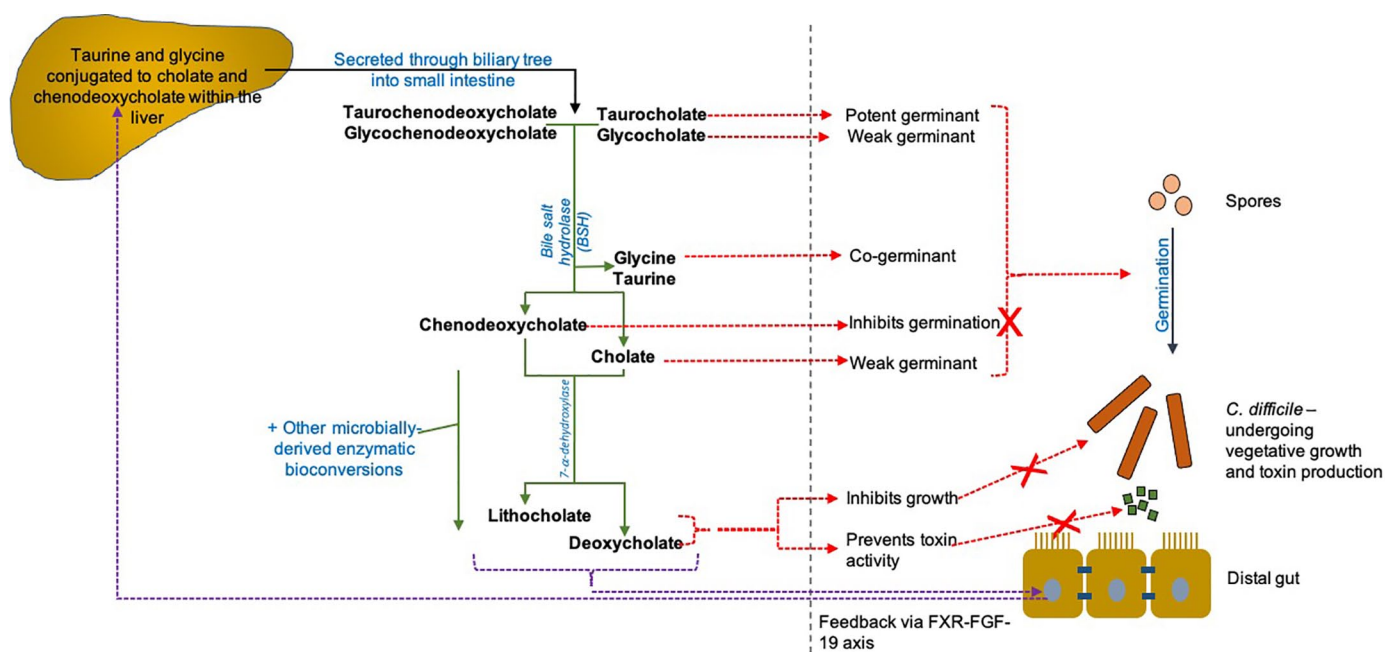 Taurine and glycine
conjugated to cholate and
chenodeoxycholate within the
liver
Secreted through biliary tree
into small intestine
Taurochenodeoxycholate
Glycochenodeoxycholate
Taurocholate
Glycocholate
Potent germinant
Weak germinant
Bile salt
hydrolase
(BSH)
Glycine
Taurine
Co-germinant
Chenodeoxycholate
Inhibits germination
Cholate
Weak germinant
Spores
Germination
+ Other microbially-
derived enzymatic
bioconversions
7-α-dehydroxylase
Lithocholate
Deoxycholate
Inhibits growth
Prevents toxin
activity
C. difficile –
undergoing
vegetative growth
and toxin production
Distal gut
Feedback via FXR-FGF-
19 axis